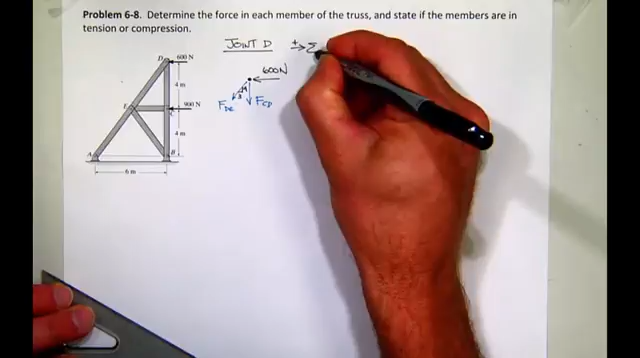 Problem 6-8. Determine the force in each member of the truss, and state if the members are in
tension or compression.
JOINT D + → Σ
D 600 N
600N
4 m
E 900 N
F_DE 3 4 F_CD
4 m
A B
6 m